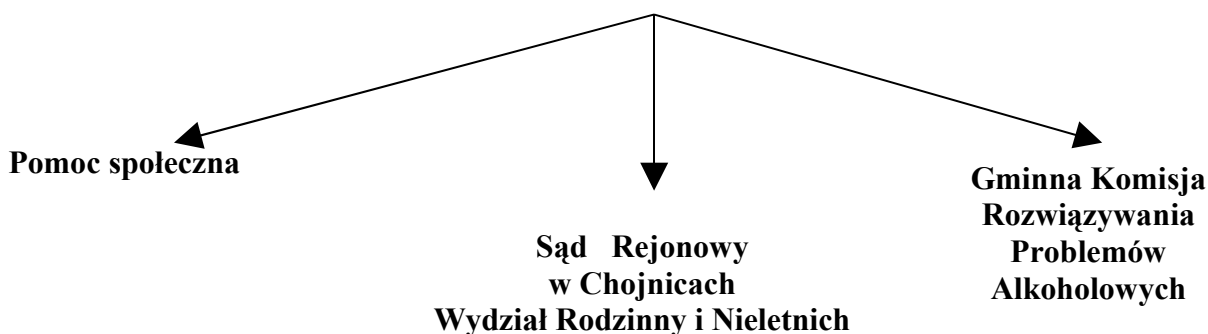 Pomoc społeczna
Sąd Rejonowy
w Chojnicach
Wydział Rodzinny i Nieletnich
Gminna Komisja
Rozwiązywania
Problemów
Alkoholowych